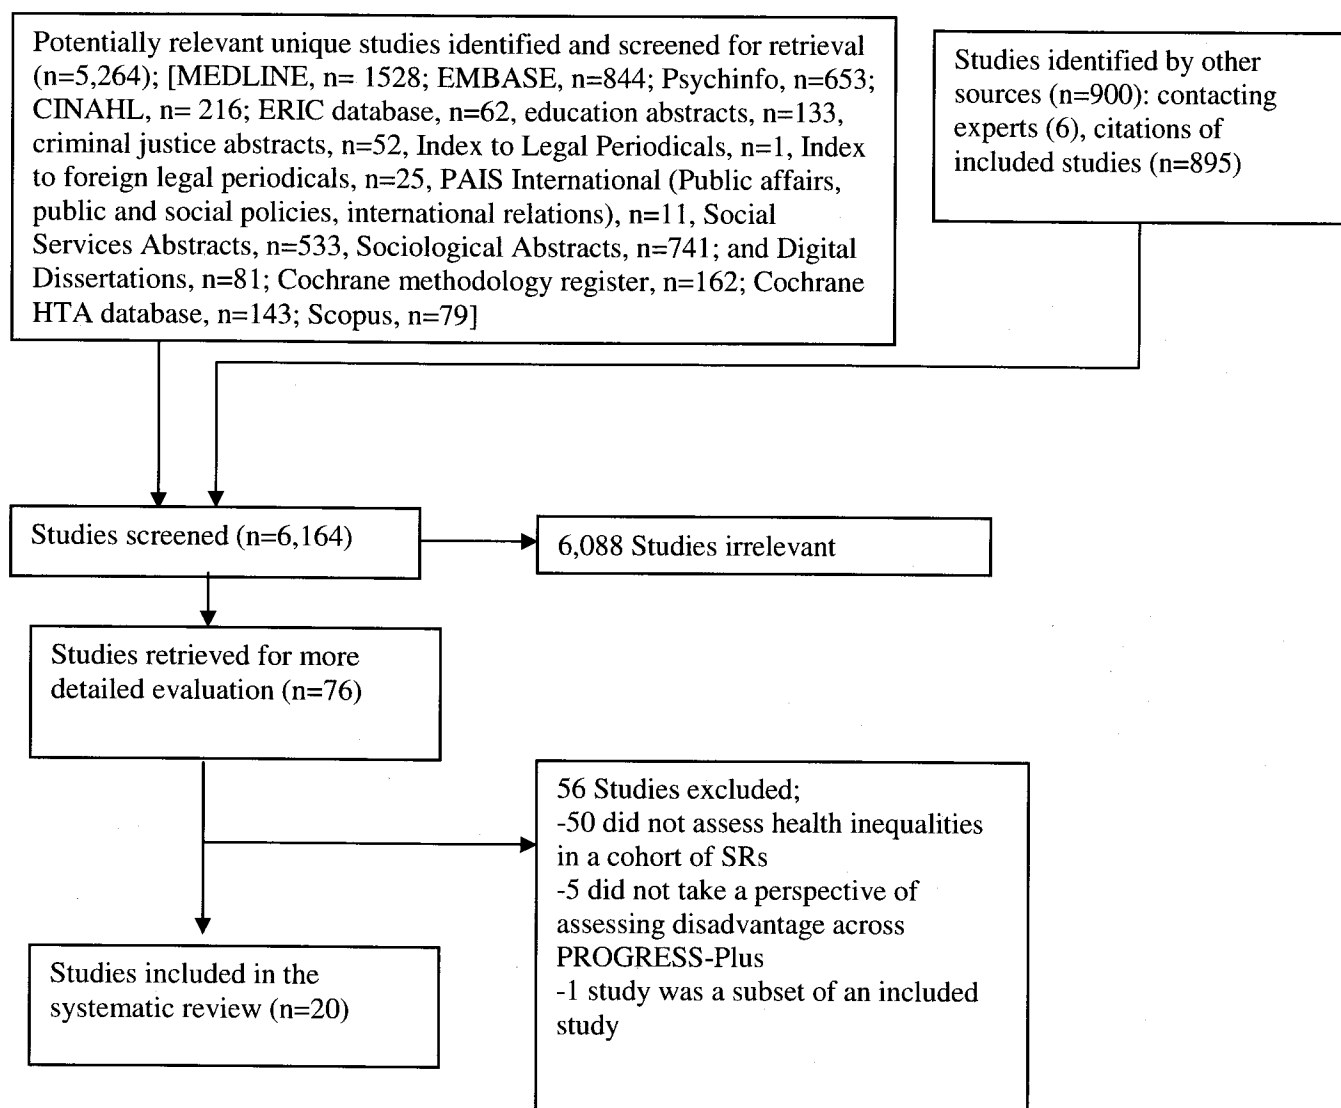 Potentially relevant unique studies identified and screened for retrieval
(n=5,264); [MEDLINE, n= 1528; EMBASE, n=844; Psychinfo, n=653;
CINAHL, n= 216; ERIC database, n=62, education abstracts, n=133,
criminal justice abstracts, n=52, Index to Legal Periodicals, n=1, Index
to foreign legal periodicals, n=25, PAIS International (Public affairs,
public and social policies, international relations), n=11, Social
Services Abstracts, n=533, Sociological Abstracts, n=741; and Digital
Dissertations, n=81; Cochrane methodology register, n=162; Cochrane
HTA database, n=143; Scopus, n=79]
Studies identified by other
sources (n=900): contacting
experts (6), citations of
included studies (n=895)
Studies screened (n=6,164)
6,088 Studies irrelevant
Studies retrieved for more
detailed evaluation (n=76)
56 Studies excluded;
-50 did not assess health inequalities
in a cohort of SRs
-5 did not take a perspective of
assessing disadvantage across
PROGRESS-Plus
-1 study was a subset of an included
study
Studies included in the
systematic review (n=20)